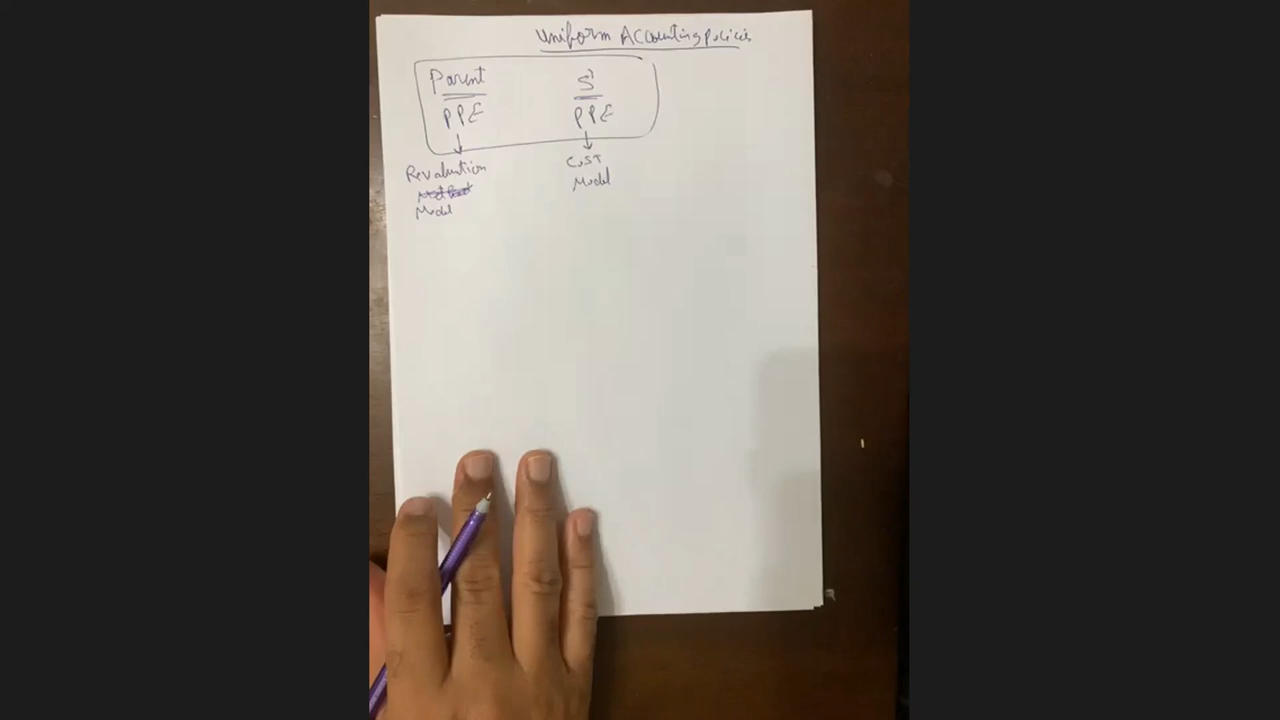 Uniform Accounting policies
Parent S
PPE PPE
Revaluation Cost
Model Model